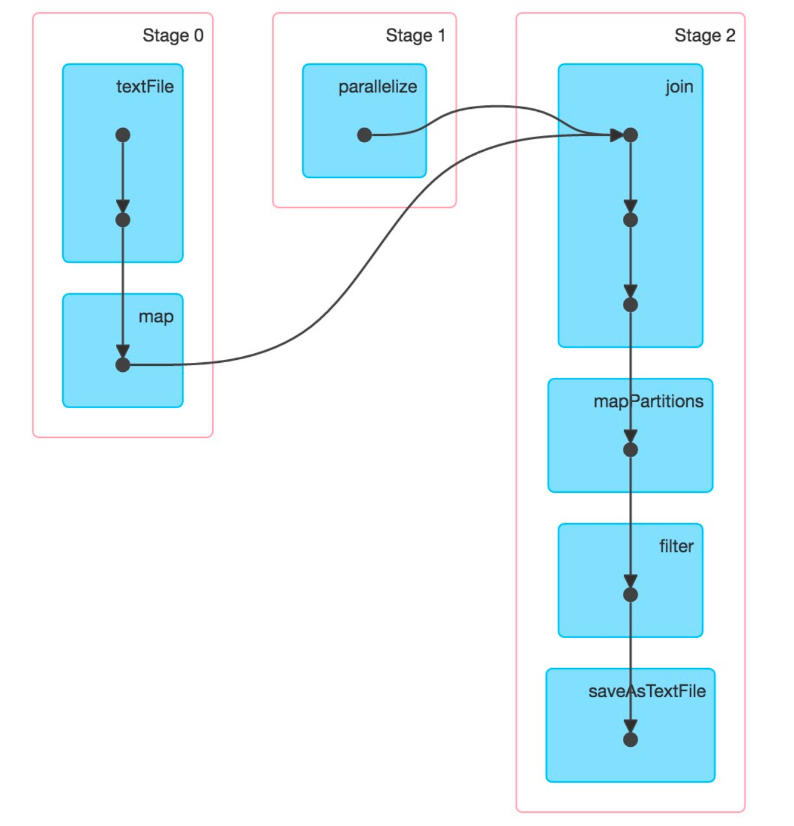 Stage 0
textFile
map
Stage 1
parallelize
Stage 2
join
mapPartitions
filter
saveAsTextFile